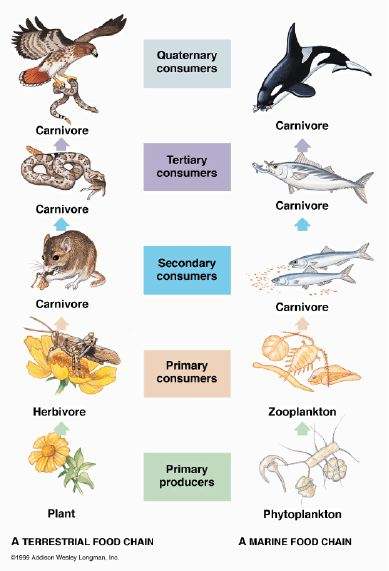 Quaternary
consumers
Carnivore
Carnivore
Tertiary
consumers
Carnivore
Carnivore
Secondary
consumers
Carnivore
Carnivore
Primary
consumers
Herbivore
Zooplankton
Primary
producers
Plant
Phytoplankton
A TERRESTRIAL FOOD CHAIN
A MARINE FOOD CHAIN
©1999 Addison Wesley Longman, Inc.